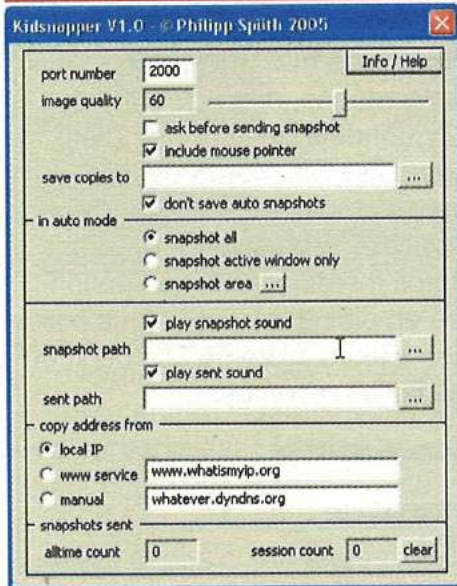 Kidsnapper V1.0 - © Philipp Späth 2005
Info / Help
port number 2000
image quality 60
ask before sending snapshot
include mouse pointer
save copies to ...
don't save auto snapshots
in auto mode
snapshot all
snapshot active window only
snapshot area ...
play snapshot sound
snapshot path ...
play sent sound
sent path ...
copy address from
local IP
www service www.whatismyip.org
manual whatever.dyndns.org
snapshots sent
alltime count 0 session count 0 clear